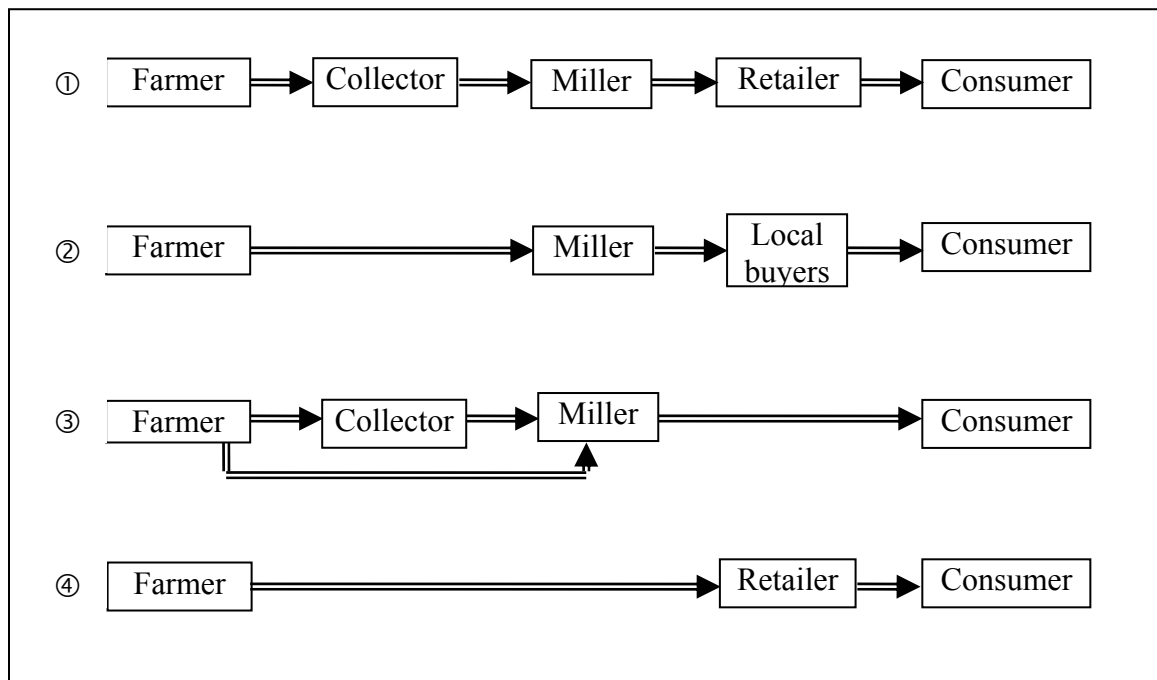 ① Farmer Collector Miller Retailer Consumer
② Farmer Miller Local buyers Consumer
③ Farmer Collector Miller Consumer
④ Farmer Retailer Consumer